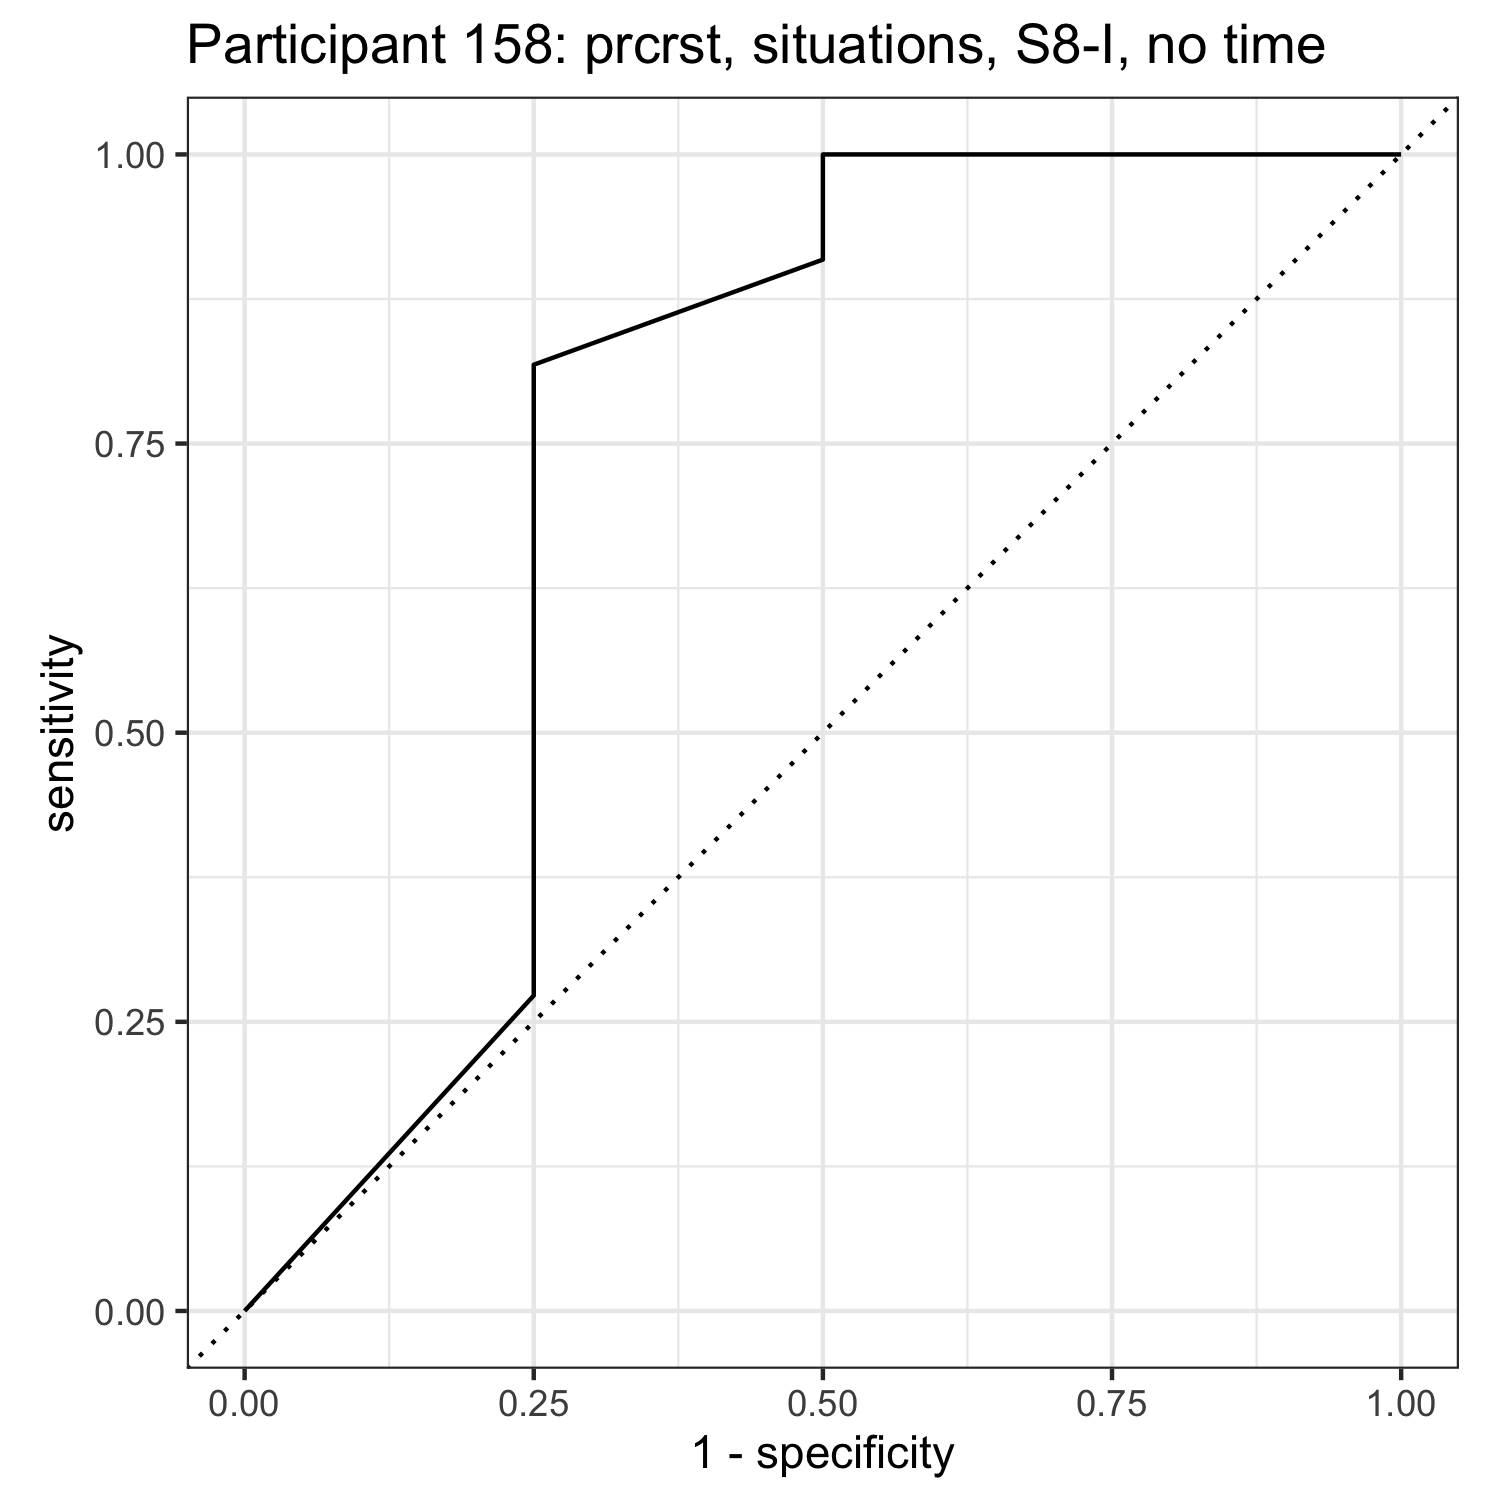 Participant 158: prcrst, situations, S8-I, no time
1.00
0.75
0.50
0.25
0.00
sensitivity
0.00 0.25 0.50 0.75 1.00
1 - specificity